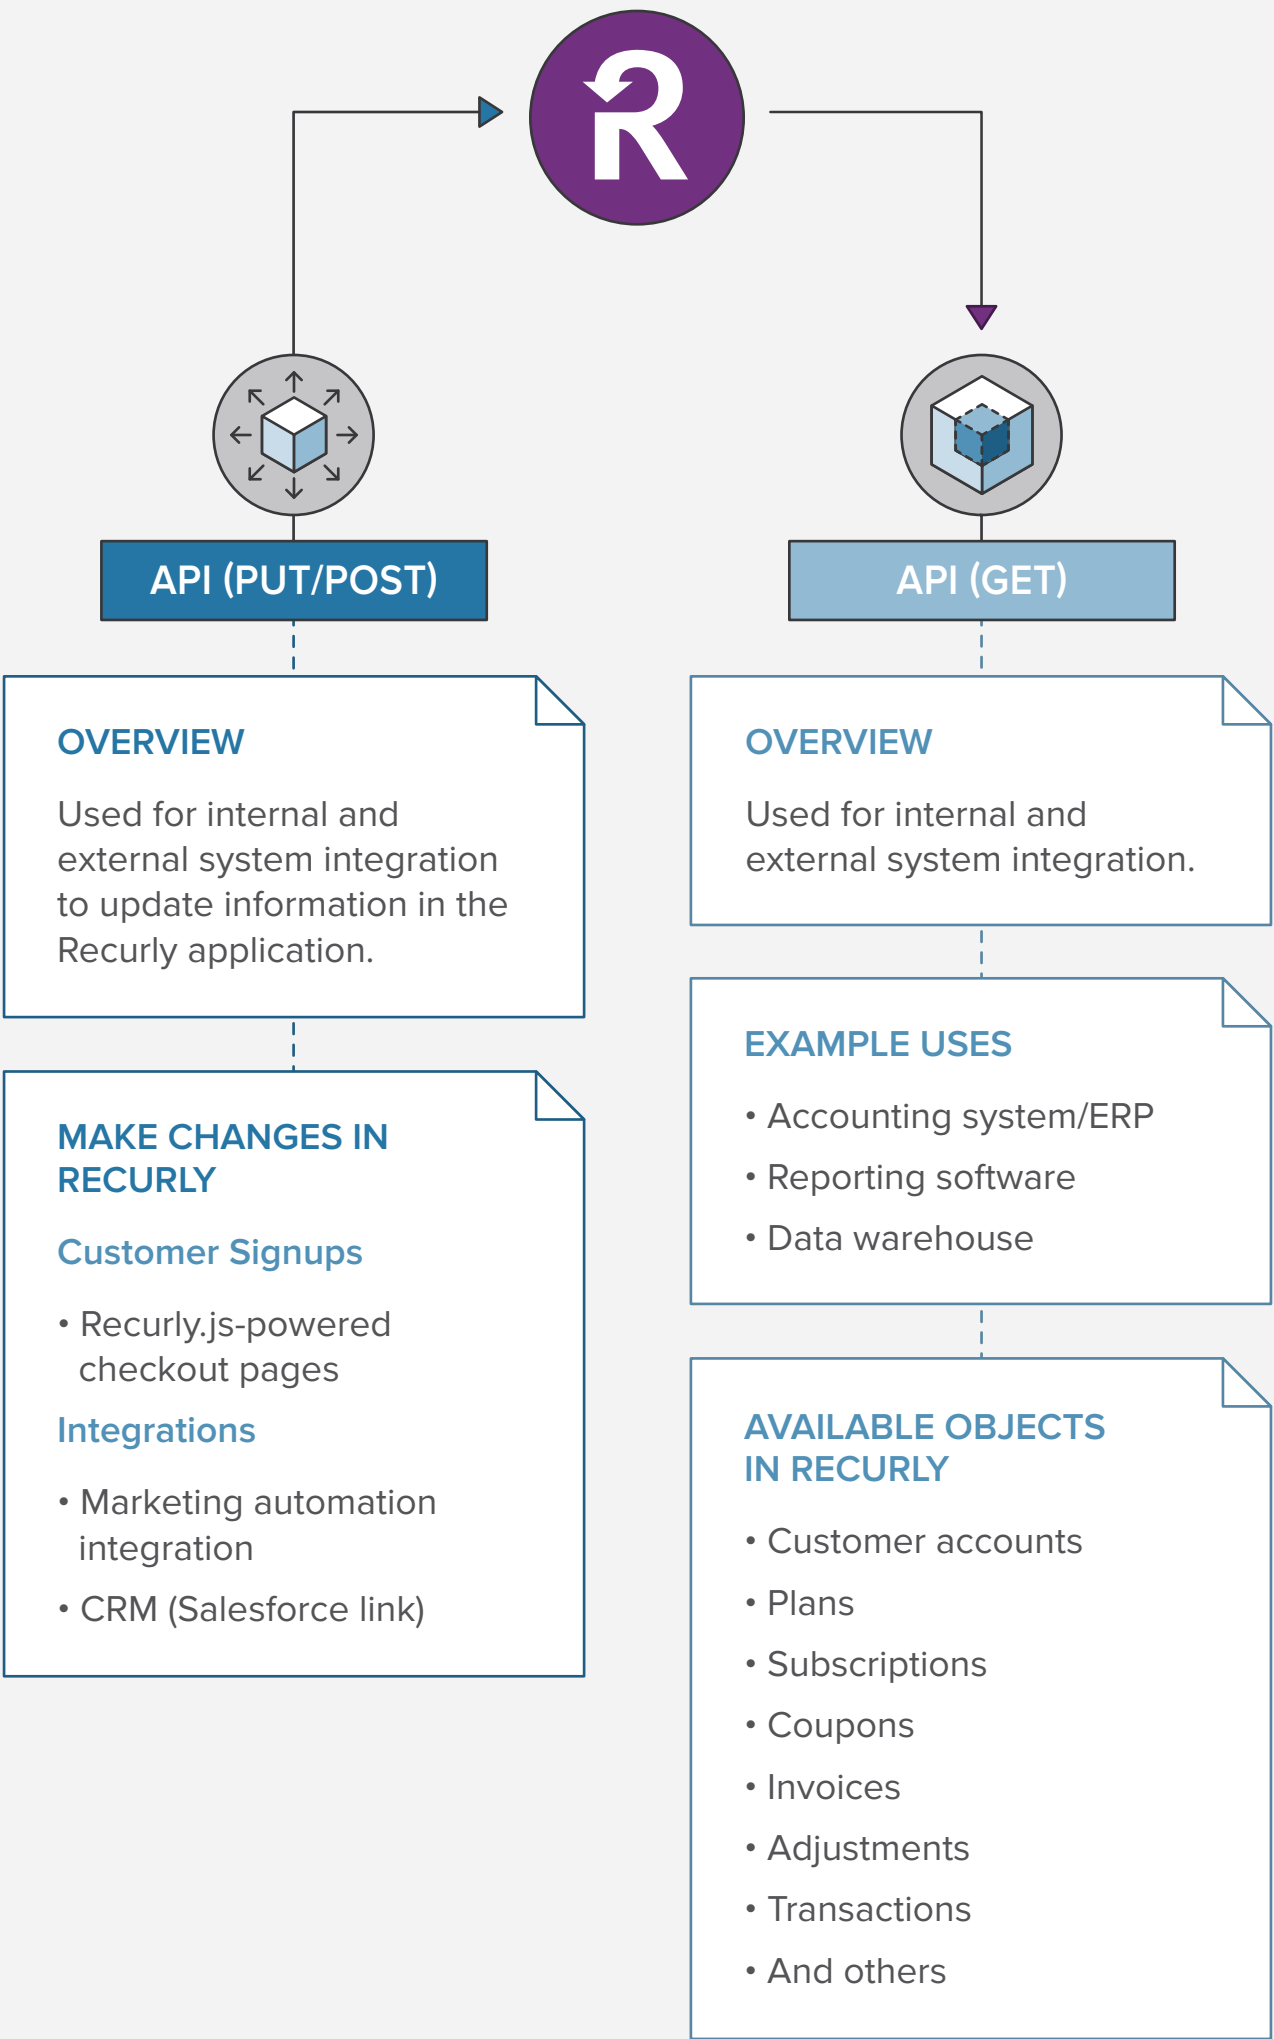 R
API (PUT/POST)
OVERVIEW
Used for internal and
external system integration
to update information in the
Recurly application.
MAKE CHANGES IN
RECURLY
Customer Signups
• Recurly.js-powered
checkout pages
Integrations
• Marketing automation
integration
• CRM (Salesforce link)
API (GET)
OVERVIEW
Used for internal and
external system integration.
EXAMPLE USES
• Accounting system/ERP
• Reporting software
• Data warehouse
AVAILABLE OBJECTS
IN RECURLY
• Customer accounts
• Plans
• Subscriptions
• Coupons
• Invoices
• Adjustments
• Transactions
• And others